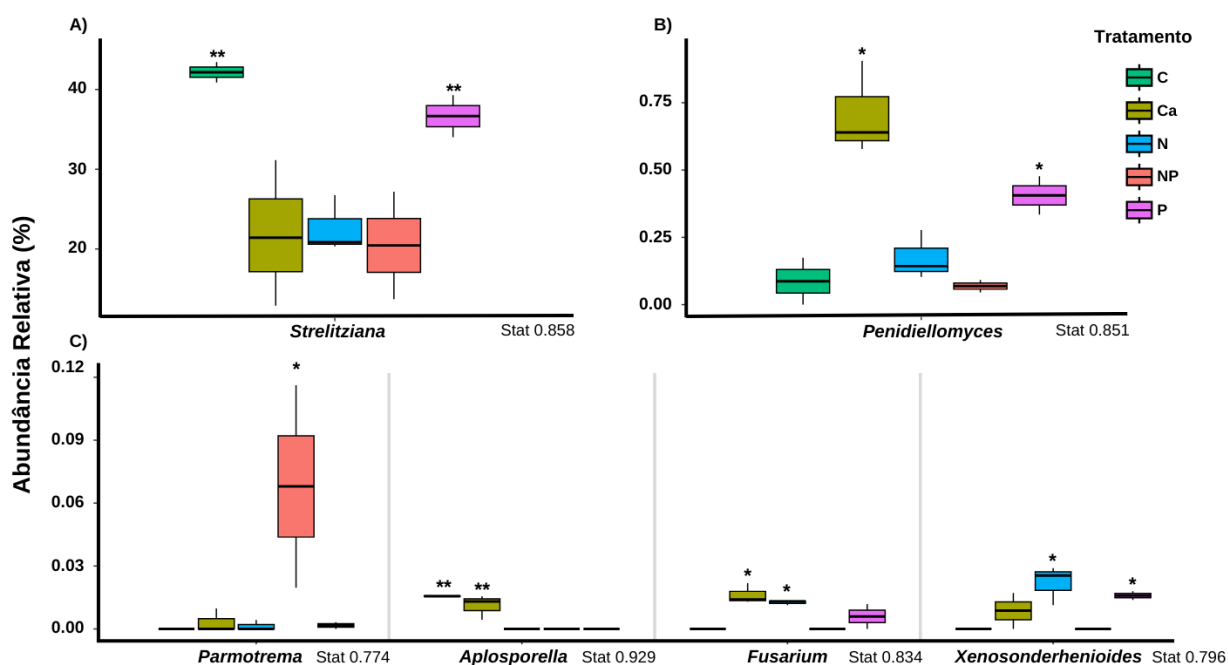 A)
B)
Tratamento
C
Ca
N
NP
P
Abundância Relativa (%)
40
30
20
**
**
Strelitziana
Stat 0.858
0.75
0.50
0.25
0.00
*
*
Penidiellomyces
Stat 0.851
C)
0.12
0.09
0.06
0.03
0.00
*
**
**
*
*
*
*
Parmotrema Stat 0.774
Aplosporella Stat 0.929
Fusarium Stat 0.834
Xenosonderhenioides Stat 0.796